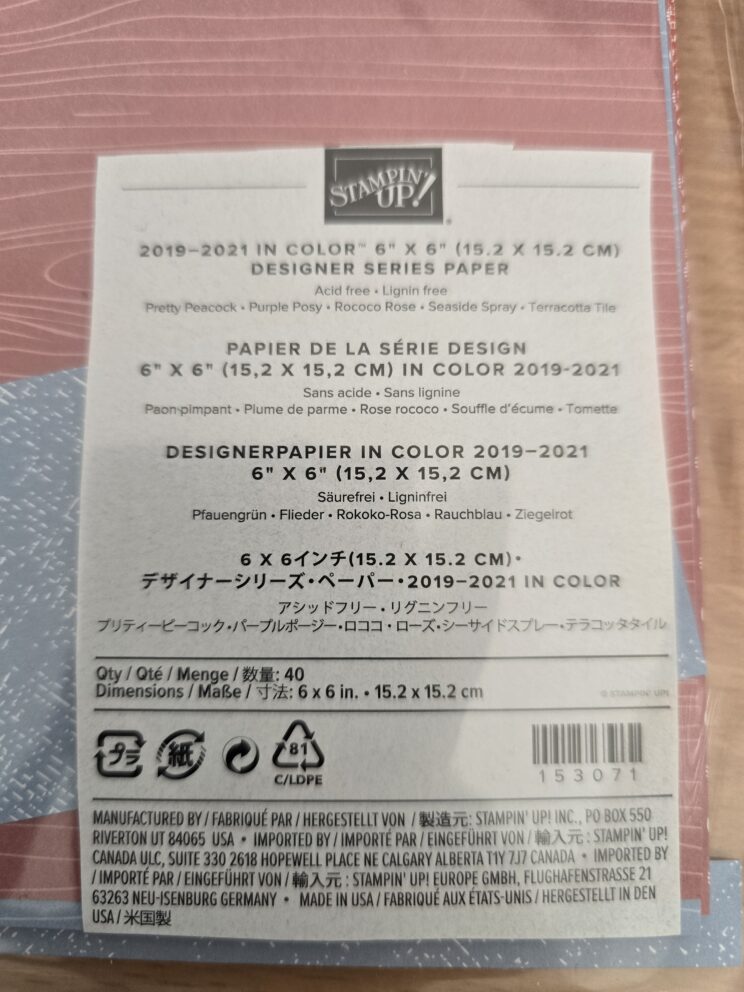 STAMPIN' UP!®
2019–2021 IN COLOR™ 6" X 6" (15.2 X 15.2 CM)
DESIGNER SERIES PAPER
Acid free • Lignin free
Pretty Peacock • Purple Posy • Rococo Rose • Seaside Spray • Terracotta Tile
PAPIER DE LA SÉRIE DESIGN
6" X 6" (15,2 X 15,2 CM) IN COLOR 2019-2021
Sans acide • Sans lignine
Paon pimpant • Plume de parme • Rose rococo • Souffle d'écume • Tomette
DESIGNERPAPIER IN COLOR 2019–2021
6" X 6" (15,2 X 15,2 CM)
Säurefrei • Ligninfrei
Pfauengrün • Flieder • Rokoko-Rosa • Rauchblau • Ziegelrot
6 X 6インチ(15.2 X 15.2 CM)•
デザイナーシリーズ・ペーパー・2019–2021 IN COLOR
アシッドフリー・リグニンフリー
プリティーピーコック・パープルポージー・ロココ・ローズ・シーサイドスプレー・テラコッタタイル
Qty / Qté / Menge / 数量: 40
Dimensions / Maße / 寸法: 6 x 6 in. • 15.2 x 15.2 cm
© STAMPIN' UP!
プラ 紙 81
C/LDPE
153071
MANUFACTURED BY / FABRIQUÉ PAR / HERGESTELLT VON / 製造元: STAMPIN' UP! INC., PO BOX 550
RIVERTON UT 84065 USA • IMPORTED BY / IMPORTÉ PAR / EINGEFÜHRT VON / 輸入元: STAMPIN' UP!
CANADA ULC, SUITE 330 2618 HOPEWELL PLACE NE CALGARY ALBERTA T1Y 7J7 CANADA • IMPORTED BY
/ IMPORTÉ PAR / EINGEFÜHRT VON / 輸入元: STAMPIN' UP! EUROPE GMBH, FLUGHAFENSTRASSE 21
63263 NEU-ISENBURG GERMANY • MADE IN USA / FABRIQUÉ AUX ÉTATS-UNIS / HERGESTELLT IN DEN
USA / 米国製